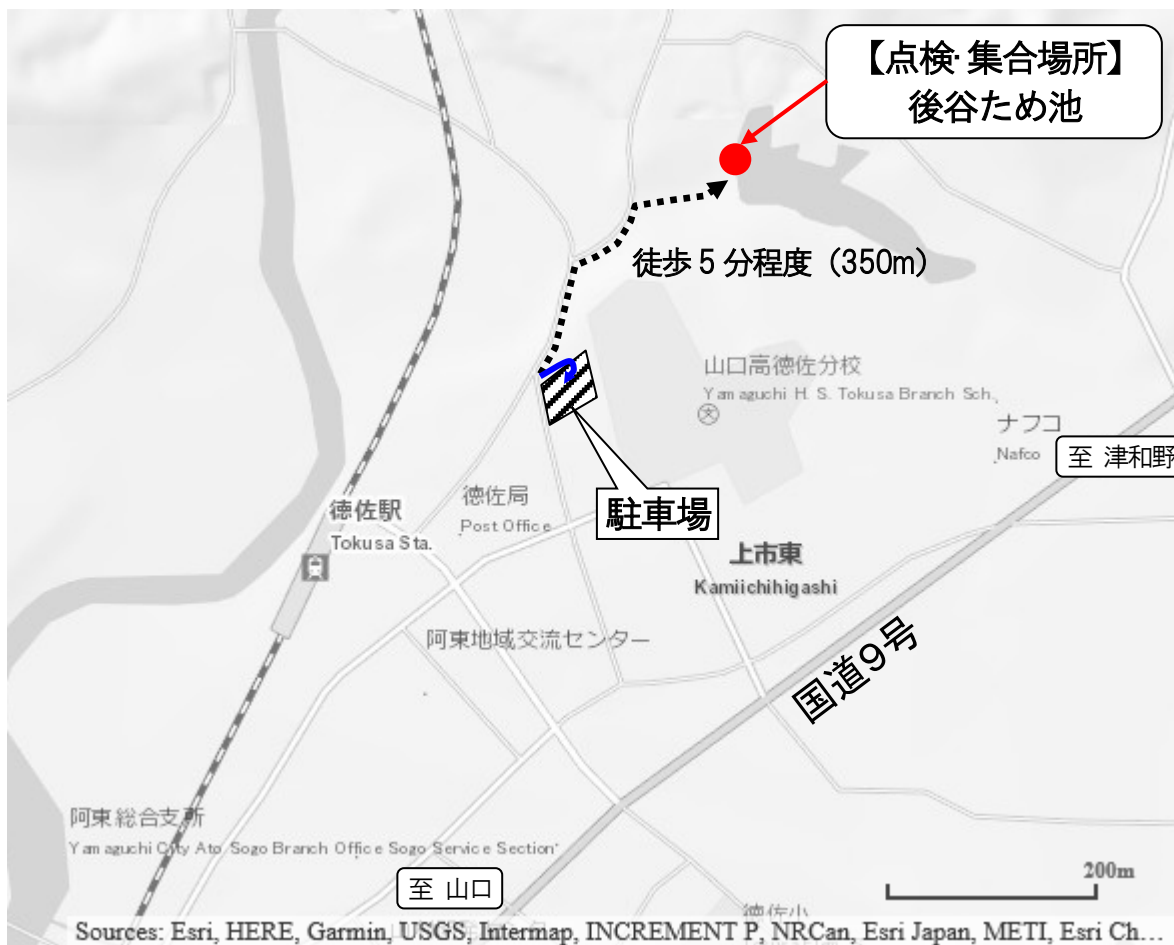 【点検・集合場所】
後谷ため池
徒歩５分程度（350m）
山口高徳佐分校
Yamaguchi H. S. Tokusa Branch Sch.
文
ナフコ
Nafco
至 津和野
徳佐駅
Tokusa Sta.
徳佐局
Post Office
駐車場
上市東
Kamiichihigashi
阿東地域交流センター
国道９号
阿東総合支所
Yamaguchi City Ato Sogo Branch Office Sogo Service Section
至 山口
200m
徳佐小
Sources: Esri, HERE, Garmin, USGS, Intermap, INCREMENT P, NRCan, Esri Japan, METI, Esri Ch...